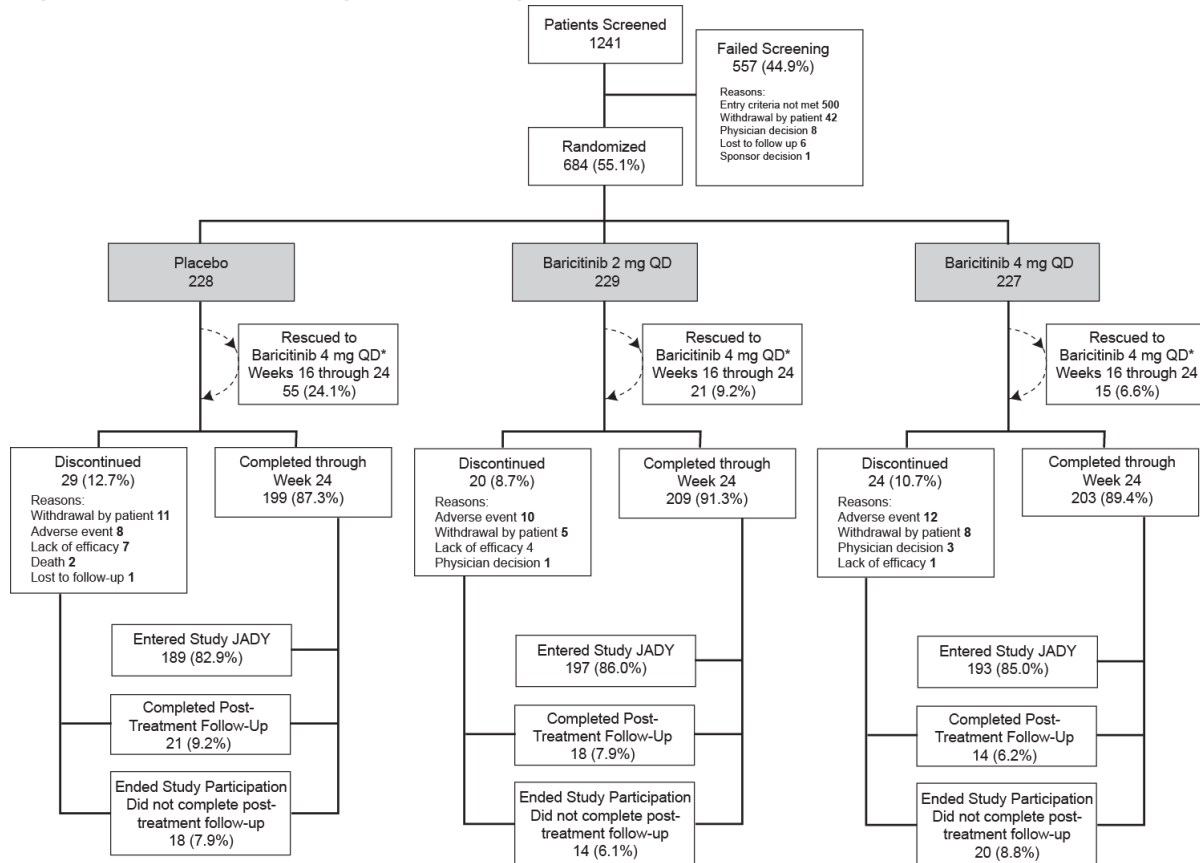 Patients Screened
1241
Failed Screening
557 (44.9%)
Reasons:
Entry criteria not met 500
Withdrawal by patient 42
Physician decision 8
Lost to follow up 6
Sponsor decision 1
Randomized
684 (55.1%)
Placebo
228
Rescued to
Baricitinib 4 mg QD*
Weeks 16 through 24
55 (24.1%)
Discontinued
29 (12.7%)
Reasons:
Withdrawal by patient 11
Adverse event 8
Lack of efficacy 7
Death 2
Lost to follow-up 1
Completed through
Week 24
199 (87.3%)
Entered Study JADY
189 (82.9%)
Completed Post-
Treatment Follow-Up
21 (9.2%)
Ended Study Participation
Did not complete post-
treatment follow-up
18 (7.9%)
Baricitinib 2 mg QD
229
Rescued to
Baricitinib 4 mg QD*
Weeks 16 through 24
21 (9.2%)
Discontinued
20 (8.7%)
Reasons:
Adverse event 10
Withdrawal by patient 5
Lack of efficacy 4
Physician decision 1
Completed through
Week 24
209 (91.3%)
Entered Study JADY
197 (86.0%)
Completed Post-
Treatment Follow-Up
18 (7.9%)
Ended Study Participation
Did not complete post-
treatment follow-up
14 (6.1%)
Baricitinib 4 mg QD
227
Rescued to
Baricitinib 4 mg QD*
Weeks 16 through 24
15 (6.6%)
Discontinued
24 (10.7%)
Reasons:
Adverse event 12
Withdrawal by patient 8
Physician decision 3
Lack of efficacy 1
Completed through
Week 24
203 (89.4%)
Entered Study JADY
193 (85.0%)
Completed Post-
Treatment Follow-Up
14 (6.2%)
Ended Study Participation
Did not complete post-
treatment follow-up
20 (8.8%)